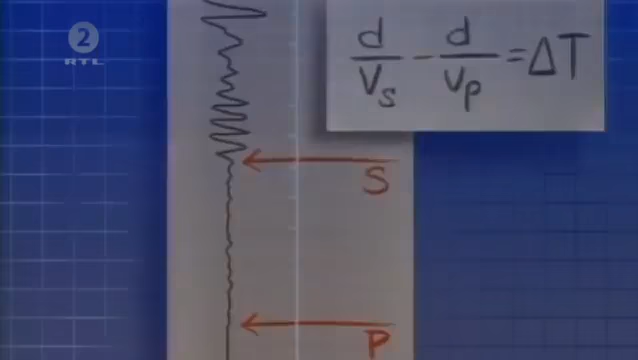 2
RTL
d/Vs - d/Vp = ΔT
S
P